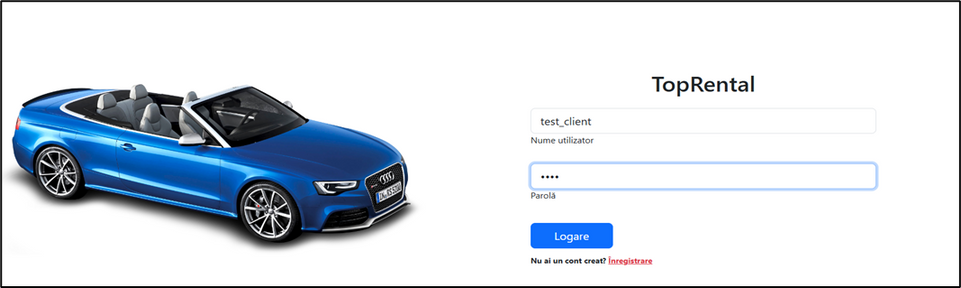 TopRental
test_client
Nume utilizator
••••
Parolă
Logare
Nu ai un cont creat? Înregistrare